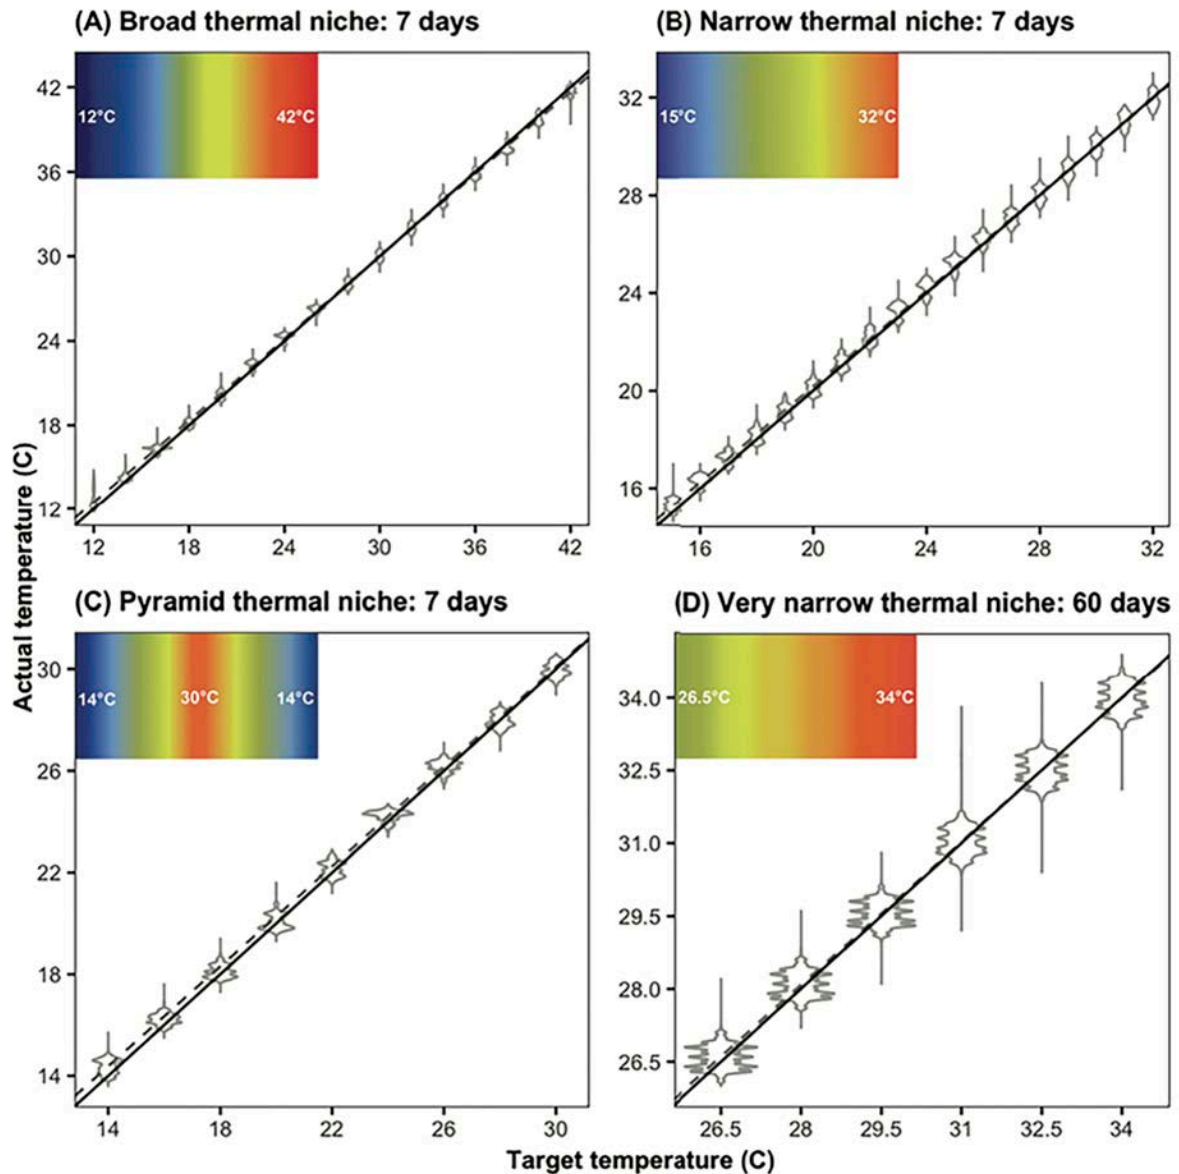 (A) Broad thermal niche: 7 days
(B) Narrow thermal niche: 7 days
12°C
42°C
42
36
30
24
18
12
12
18
24
30
36
42
15°C
32°C
32
28
24
20
16
16
20
24
28
32
Actual temperature (C)
(C) Pyramid thermal niche: 7 days
(D) Very narrow thermal niche: 60 days
14°C
30°C
14°C
30
26
22
18
14
14
18
22
26
30
26.5°C
34°C
34.0
32.5
31.0
29.5
28.0
26.5
26.5
28
29.5
31
32.5
34
Target temperature (C)